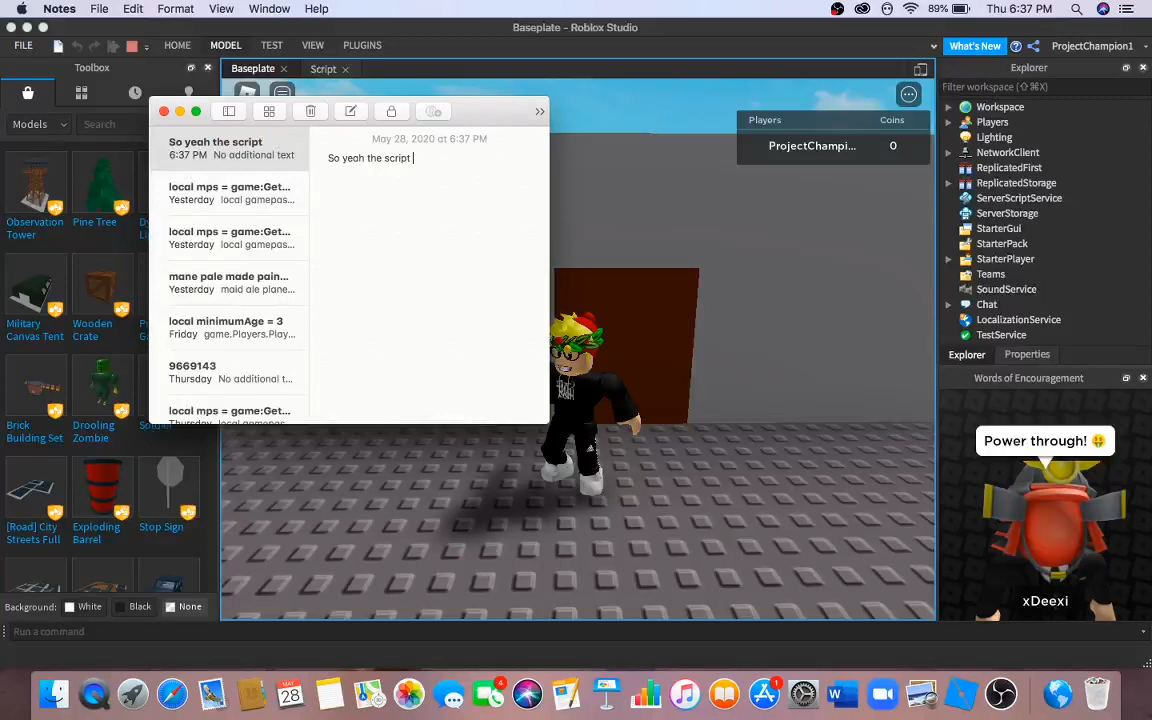 Notes File Edit Format View Window Help 89% Thu 6:37 PM
Baseplate - Roblox Studio
FILE HOME MODEL TEST VIEW PLUGINS What's New ProjectChampion1
Toolbox
Models Search
Observation Tower
Pine Tree
Military Canvas Tent
Wooden Crate
Brick Building Set
Drooling Zombie
[Road] City Streets Full
Exploding Barrel
Stop Sign
Background: White Black None
Run a command
Baseplate Script
So yeah the script
6:37 PM No additional text
local mps = game:Get...
Yesterday local gamepas...
local mps = game:Get...
Yesterday local gamepas...
mane pale made pain...
Yesterday maid ale plane...
local minimumAge = 3
Friday game.Players.Play...
9669143
Thursday No additional t...
local mps = game:Get...
Thursday local gamepas...
May 28, 2020 at 6:37 PM
So yeah the script
Players Coins
ProjectChampi... 0
Explorer
Filter workspace (⇧⌘X)
Workspace
Players
Lighting
NetworkClient
ReplicatedFirst
ReplicatedStorage
ServerScriptService
ServerStorage
StarterGui
StarterPack
StarterPlayer
Teams
SoundService
Chat
LocalizationService
TestService
Explorer Properties
Words of Encouragement
Power through! 🤑
xDeexi
MAY
28
4
1